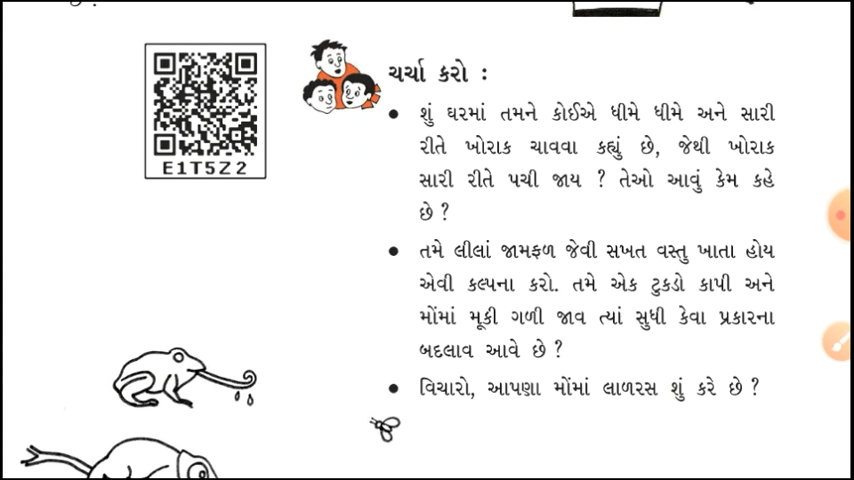 E1T5Z2
ચર્ચા કરો :
• શું ઘરમાં તમને કોઈએ ધીમે ધીમે અને સારી
રીતે ખોરાક ચાવવા કહ્યું છે, જેથી ખોરાક
સારી રીતે પચી જાય ? તેઓ આવું કેમ કહે
છે ?
• તમે લીલાં જામફળ જેવી સખત વસ્તુ ખાતા હોય
એવી કલ્પના કરો. તમે એક ટુકડો કાપી અને
મોંમાં મૂકી ગળી જાવ ત્યાં સુધી કેવા પ્રકારના
બદલાવ આવે છે ?
• વિચારો, આપણા મોંમાં લાળરસ શું કરે છે ?